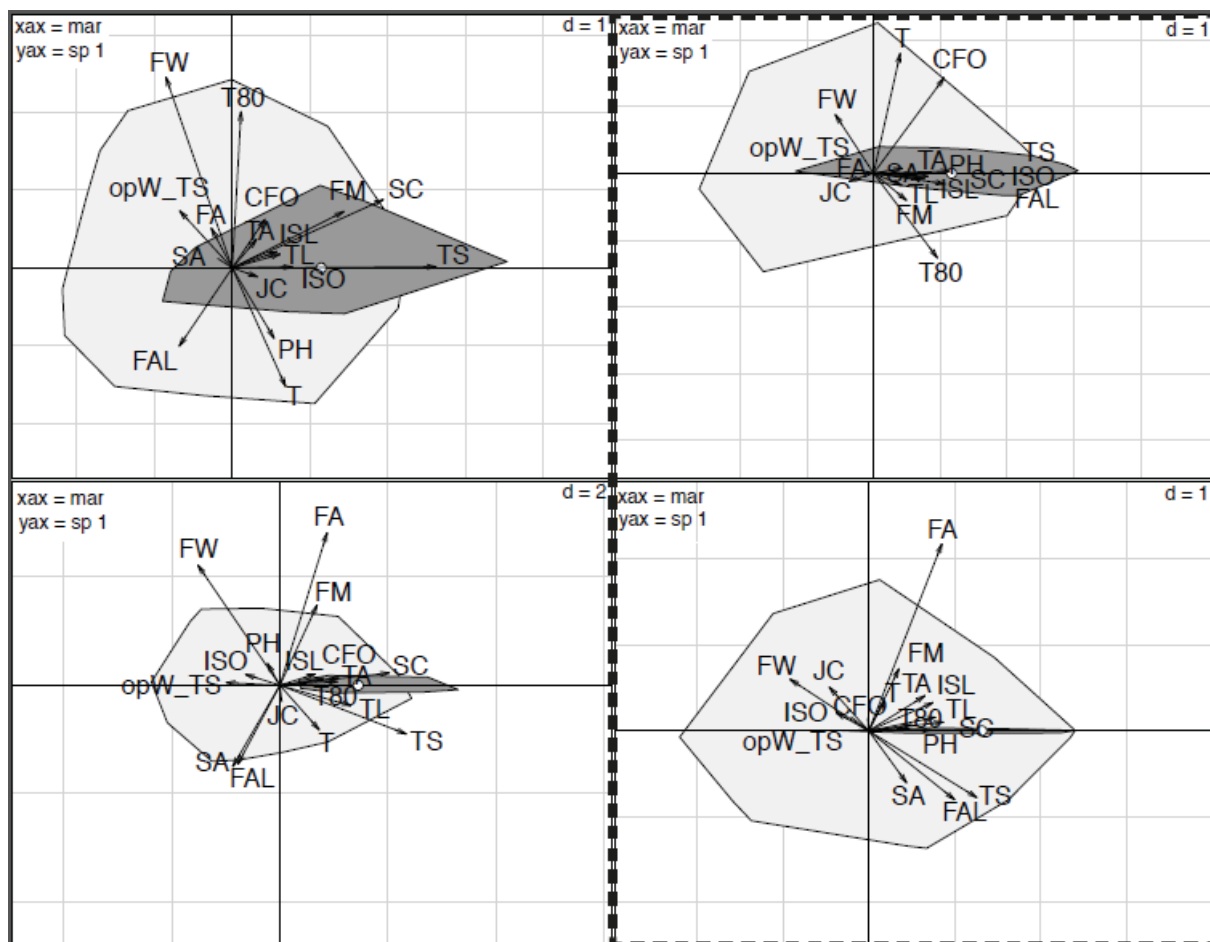 xax = mar
yax = sp 1
d = 1
FW
T80
opW_TS
CFO
FM
SC
FA
TA
ISL
SA
TL
TS
JC
ISO
FAL
PH
T
xax = mar
yax = sp 1
d = 1
T
CFO
FW
opW_TS
TS
FA
SA
TA
PH
JC
TL
ISL
SC
ISO
FM
FAL
T80
xax = mar
yax = sp 1
d = 2
FA
FW
FM
PH
ISO
ISL
CFO
SC
opW_TS
TA
T80
JC
TL
T
TS
SA
FAL
xax = mar
yax = sp 1
d = 1
FA
FW
JC
FM
T
TA
ISL
ISO
CFO
T80
TL
SC
opW_TS
PH
SA
FAL
TS